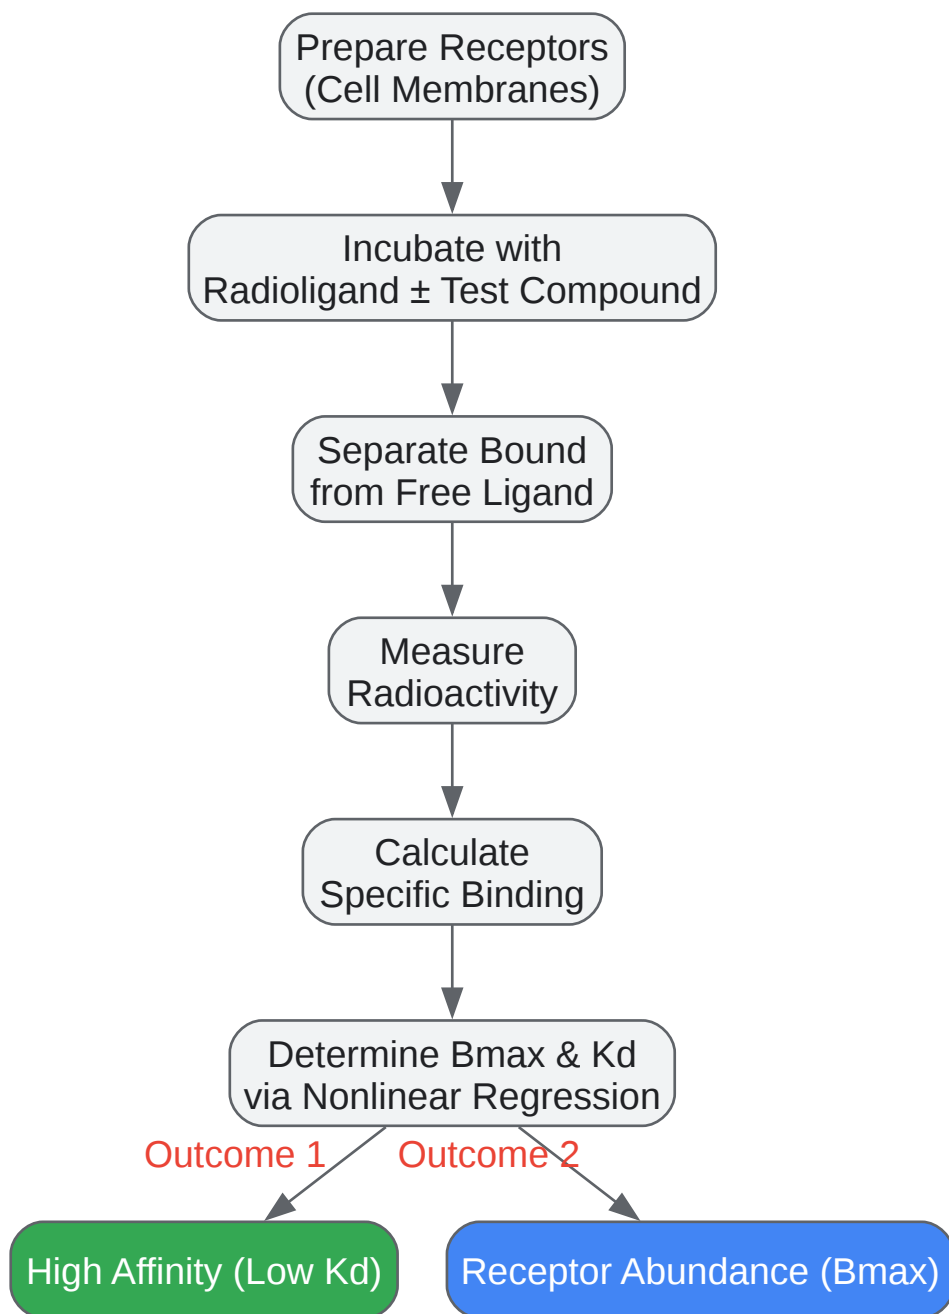 Prepare Receptors
(Cell Membranes)
Incubate with
Radioligand ± Test Compound
Separate Bound
from Free Ligand
Measure
Radioactivity
Calculate
Specific Binding
Determine Bmax & Kd
via Nonlinear Regression
Outcome 1
Outcome 2
High Affinity (Low Kd)
Receptor Abundance (Bmax)